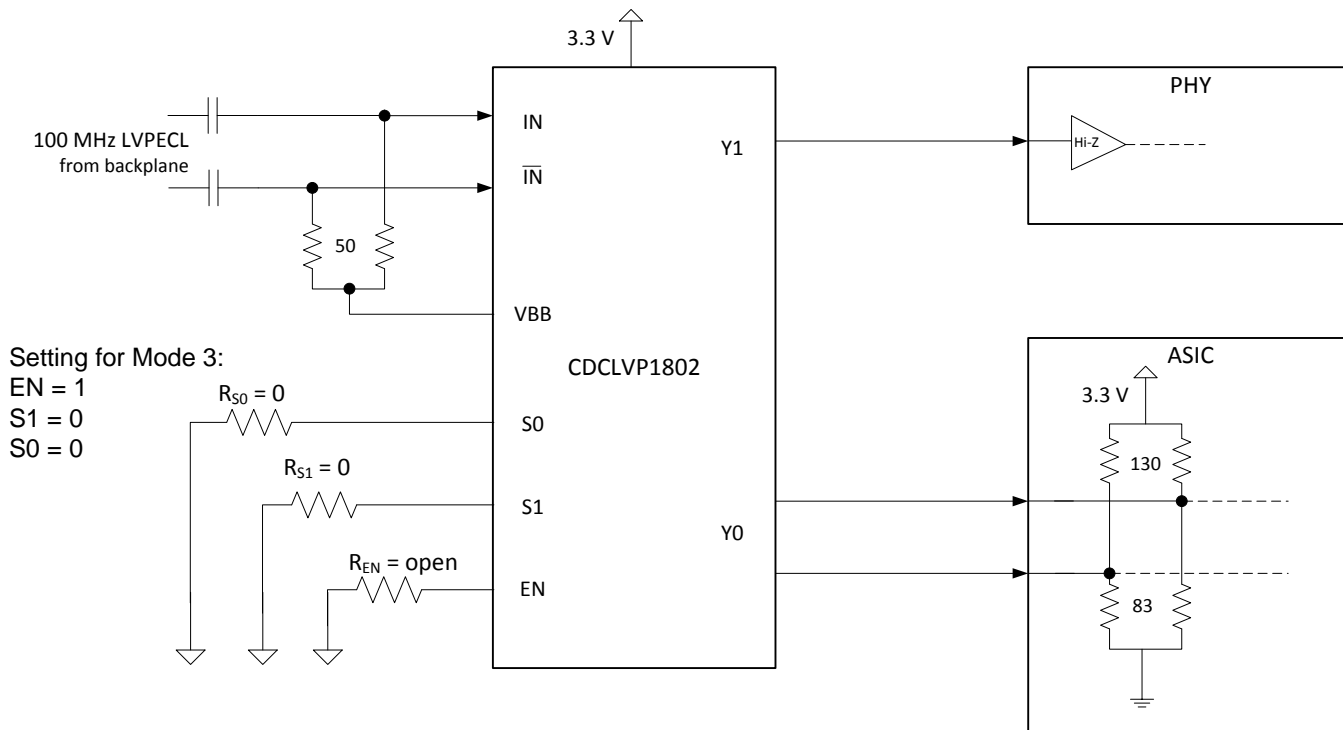 3.3 V
100 MHz LVPECL
from backplane
IN
IN
50
VBB
Setting for Mode 3:
EN = 1
S1 = 0
S0 = 0
RS0 = 0
S0
RS1 = 0
S1
REN = open
EN
CDCLVP1802
Y1
Y0
PHY
Hi-Z
ASIC
3.3 V
130
83